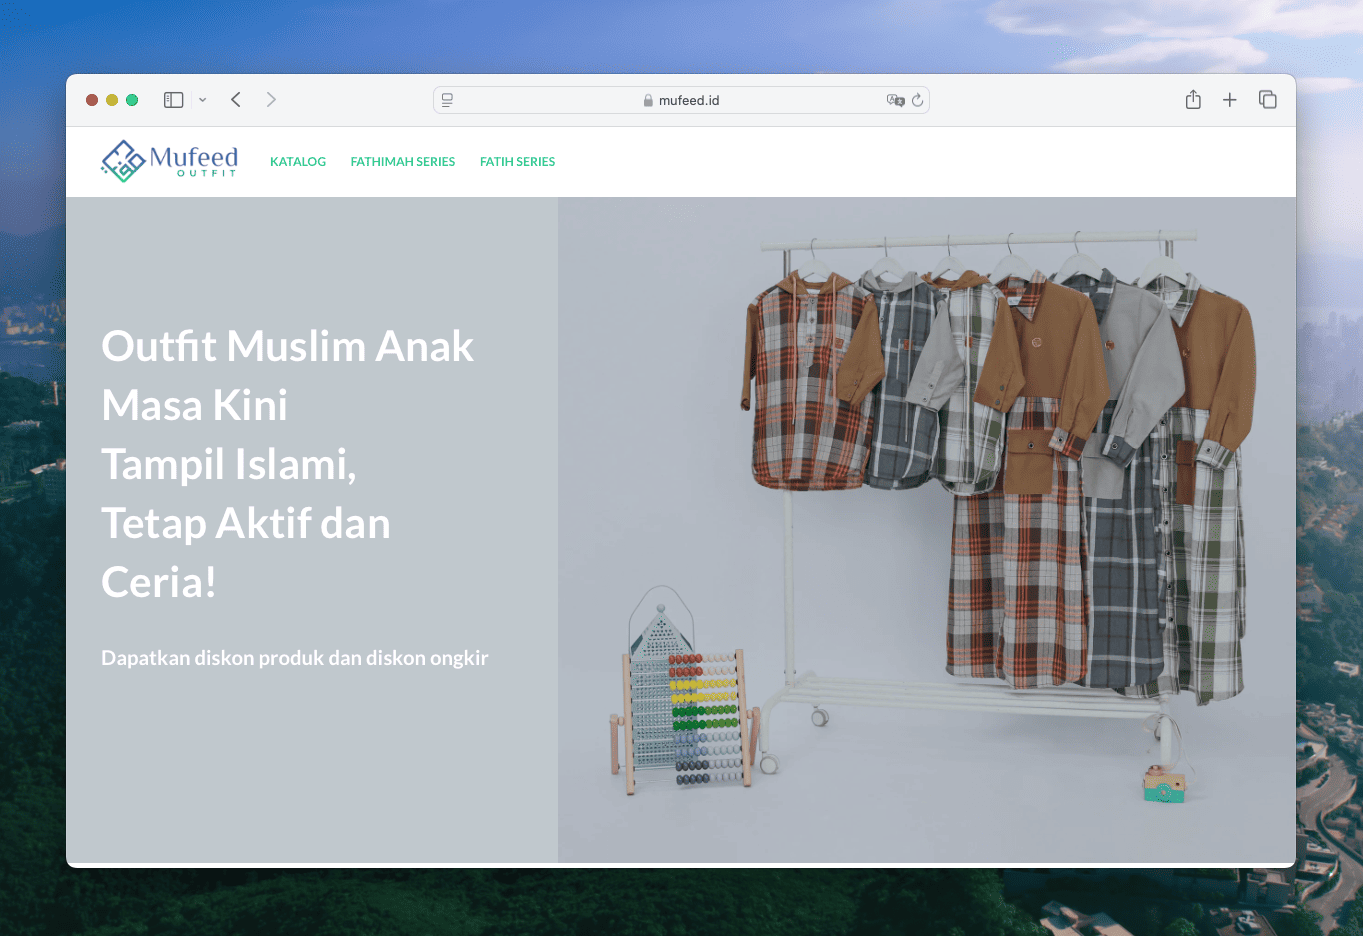 mufeed.id
Mufeed
OUTFIT
KATALOG
FATHIMAH SERIES
FATIH SERIES
Outfit Muslim Anak
Masa Kini
Tampil Islami,
Tetap Aktif dan
Ceria!
Dapatkan diskon produk dan diskon ongkir